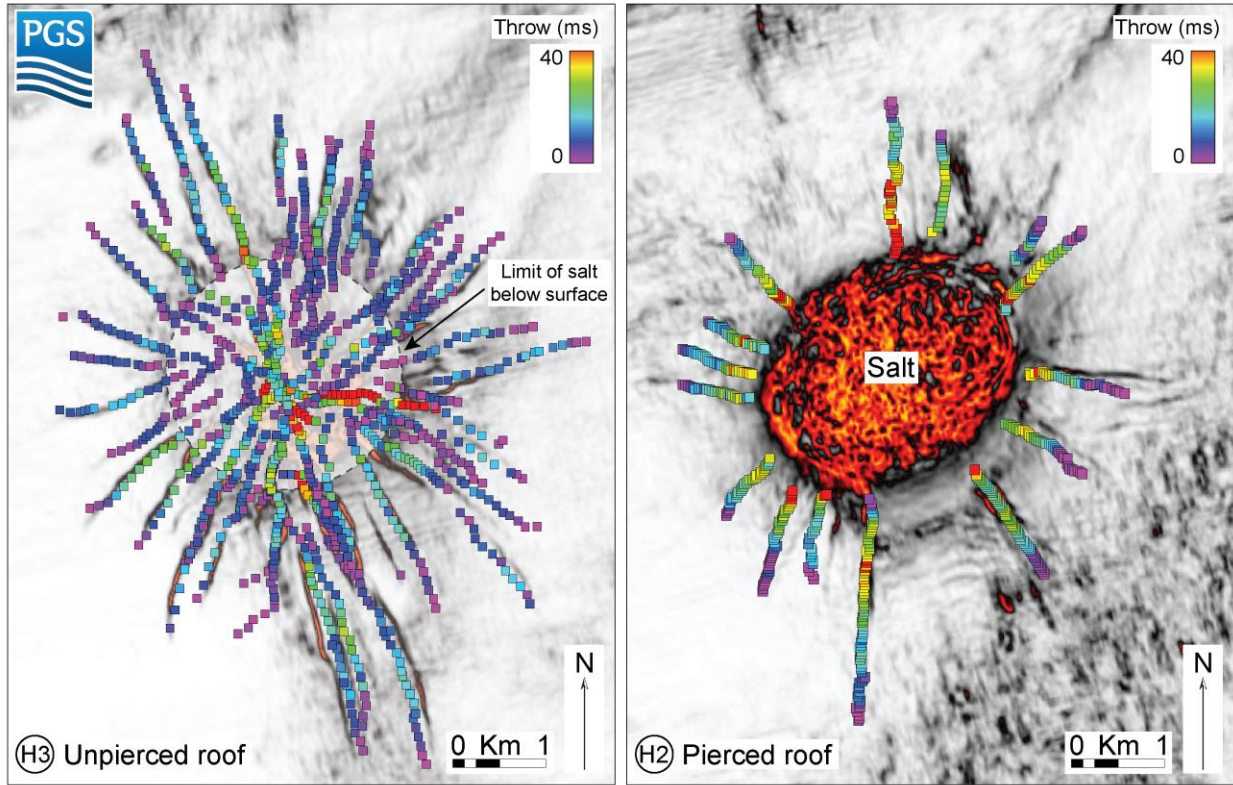 PGS
Throw (ms)
40
0
Limit of salt
below surface
N
H3 Unpierced roof
0 Km 1
Throw (ms)
40
0
Salt
N
H2 Pierced roof
0 Km 1